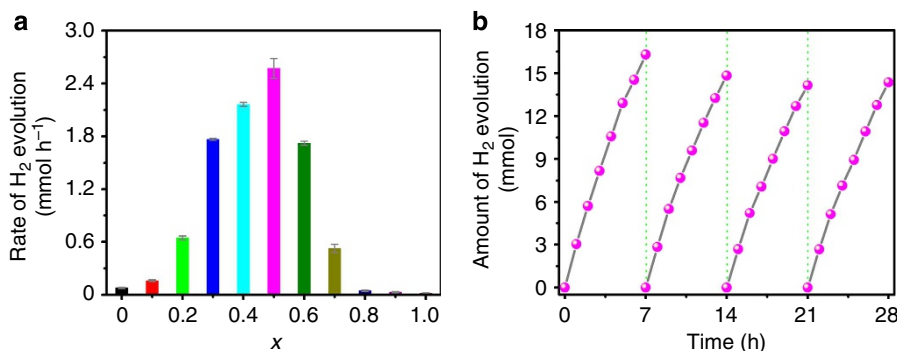 a
Rate of H2 evolution
(mmol h−1)
3.0
2.4
1.8
1.2
0.6
0
0 0.2 0.4 0.6 0.8 1.0
x
b
Amount of H2 evolution
(mmol)
18
15
12
9
6
3
0
0 7 14 21 28
Time (h)